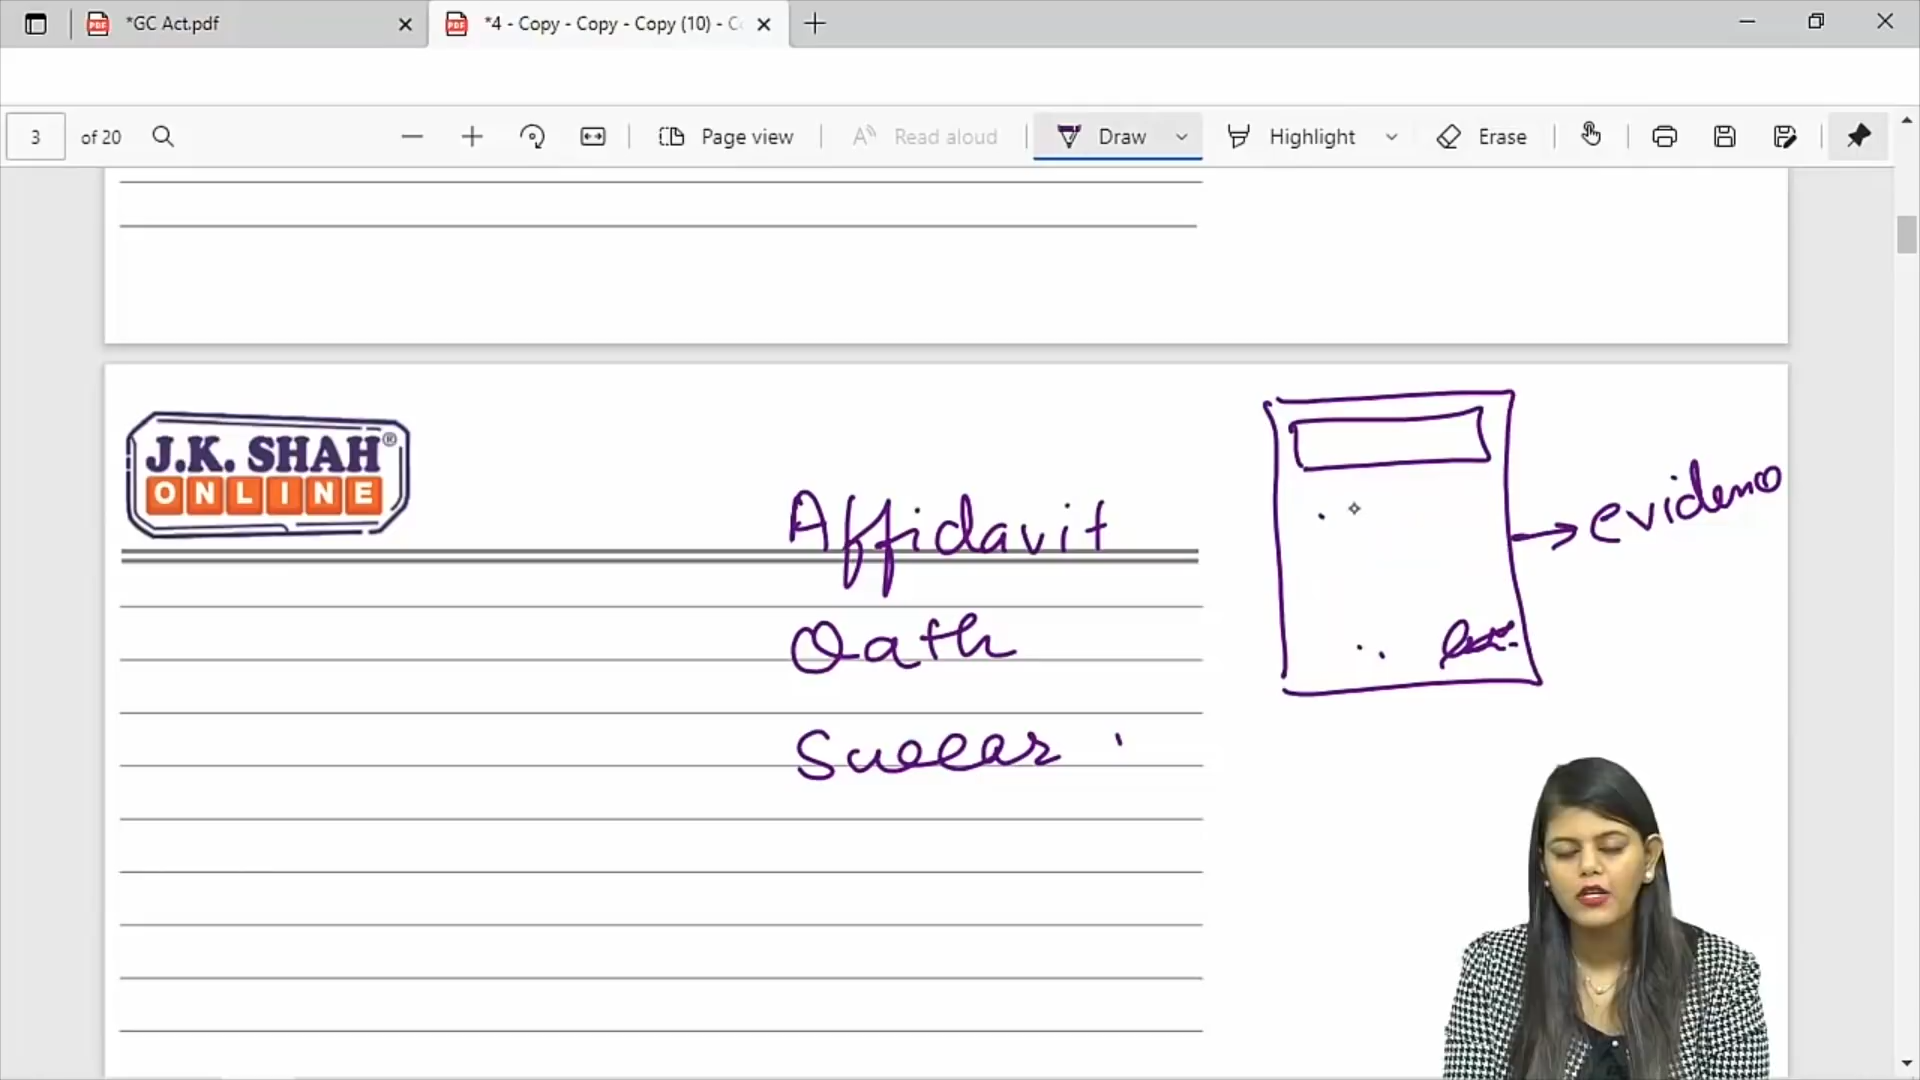 *GC Act.pdf
*4 - Copy - Copy - Copy (10) - C
3 of 20
Page view
Read aloud
Draw
Highlight
Erase
J.K. SHAH®
ONLINE
Affidavit
Oath
Swear
evidence